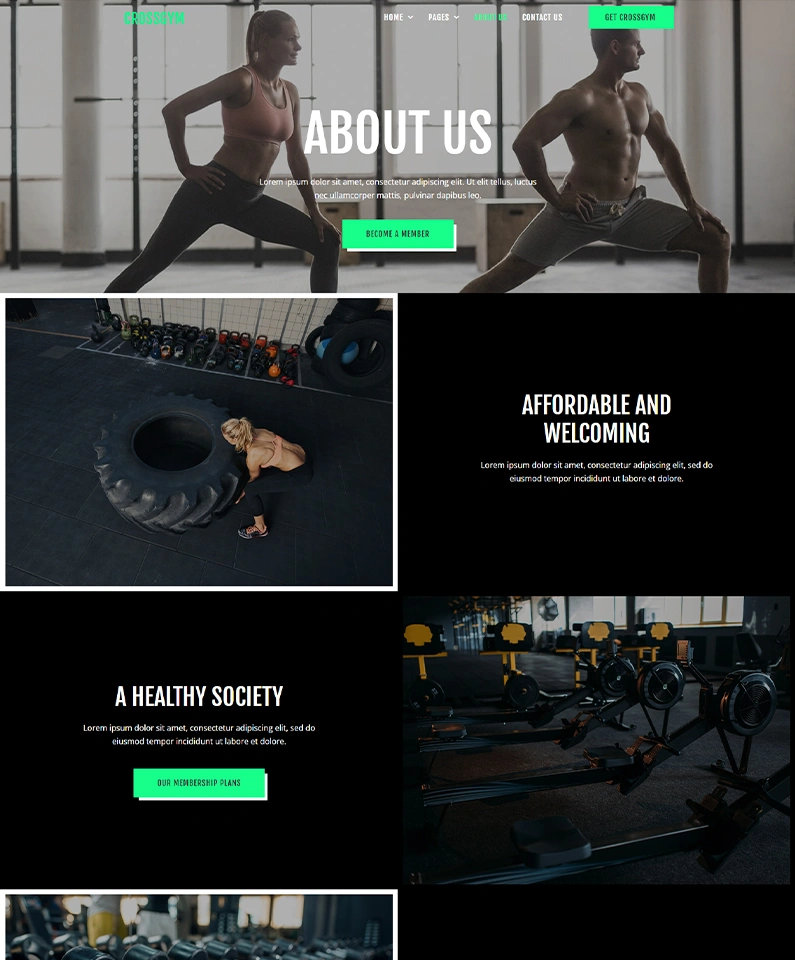 CROSSGYM
HOME PAGES ABOUT US CONTACT US GET CROSSGYM
ABOUT US
Lorem ipsum dolor sit amet, consectetur adipiscing elit. Ut elit tellus, luctus
nec ullamcorper mattis, pulvinar dapibus leo.
BECOME A MEMBER
AFFORDABLE AND
WELCOMING
Lorem ipsum dolor sit amet, consectetur adipiscing elit, sed do
eiusmod tempor incididunt ut labore et dolore.
A HEALTHY SOCIETY
Lorem ipsum dolor sit amet, consectetur adipiscing elit, sed do
eiusmod tempor incididunt ut labore et dolore.
OUR MEMBERSHIP PLANS